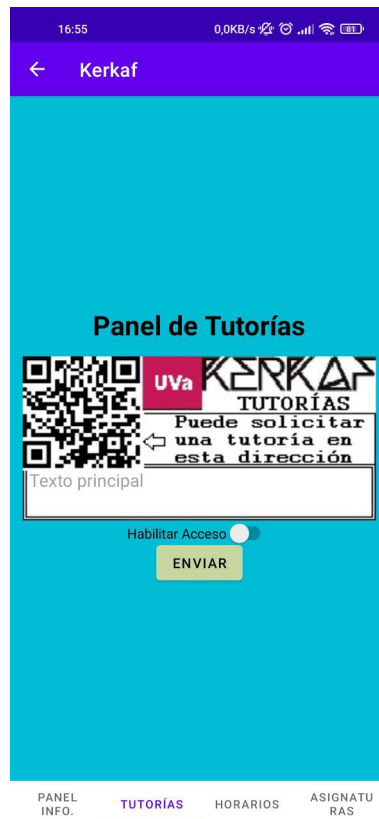 16:55
0,0KB/s
81
Kerkaf
Panel de Tutorías
UVa
KERKAF
TUTORÍAS
Puede solicitar
una tutoría en
esta dirección
Texto principal
Habilitar Acceso
ENVIAR
PANEL
INFO.
TUTORÍAS
HORARIOS
ASIGNATU
RAS